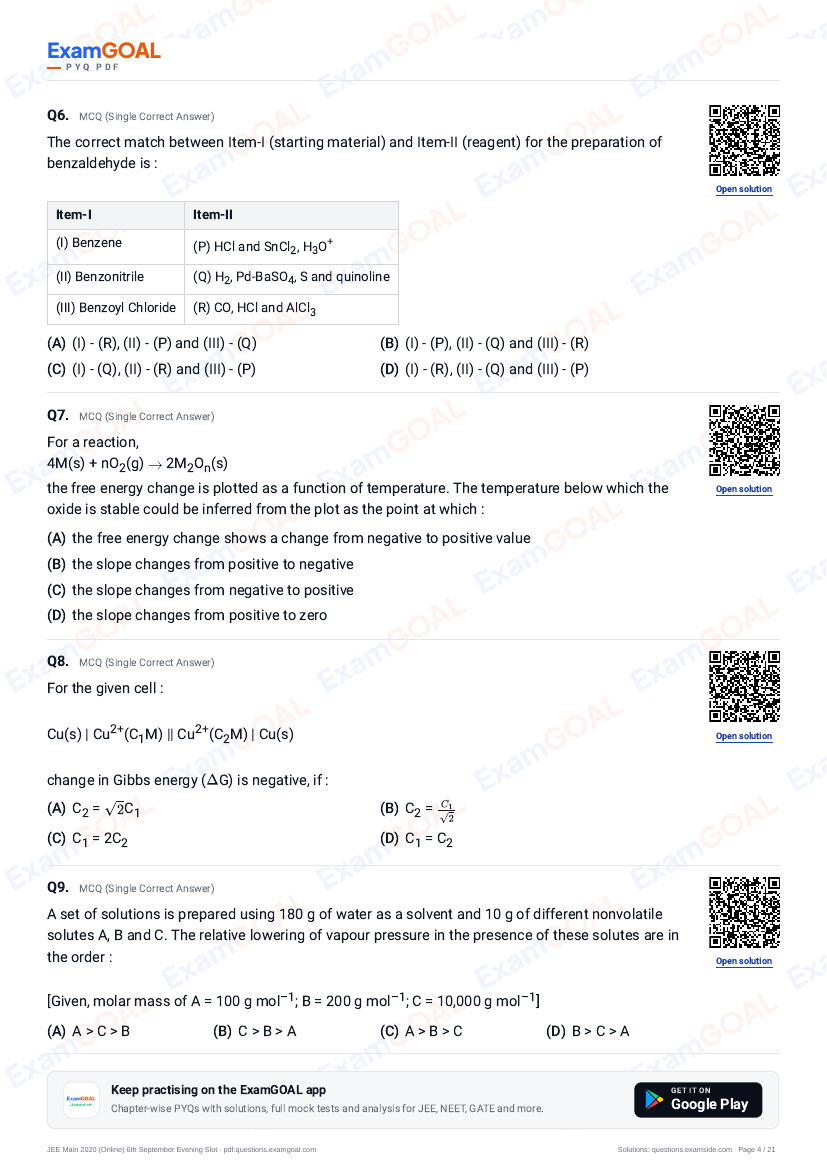 ExamGOAL
PYQ PDF
Q6. MCQ (Single Correct Answer)
The correct match between Item-I (starting material) and Item-II (reagent) for the preparation of
benzaldehyde is :
Open solution
Item-I Item-II
(I) Benzene (P) HCl and SnCl₂, H₃O⁺
(II) Benzonitrile (Q) H₂, Pd-BaSO₄, S and quinoline
(III) Benzoyl Chloride (R) CO, HCl and AlCl₃
(A) (I) - (R), (II) - (P) and (III) - (Q) (B) (I) - (P), (II) - (Q) and (III) - (R)
(C) (I) - (Q), (II) - (R) and (III) - (P) (D) (I) - (R), (II) - (Q) and (III) - (P)
Q7. MCQ (Single Correct Answer)
For a reaction,
4M(s) + nO₂(g) → 2M₂Oₙ(s)
the free energy change is plotted as a function of temperature. The temperature below which the
oxide is stable could be inferred from the plot as the point at which :
Open solution
(A) the free energy change shows a change from negative to positive value
(B) the slope changes from positive to negative
(C) the slope changes from negative to positive
(D) the slope changes from positive to zero
Q8. MCQ (Single Correct Answer)
For the given cell :
Cu(s) | Cu²⁺(C₁M) || Cu²⁺(C₂M) | Cu(s)
Open solution
change in Gibbs energy (ΔG) is negative, if :
(A) C₂ = √2C₁ (B) C₂ = C₁/√2
(C) C₁ = 2C₂ (D) C₁ = C₂
Q9. MCQ (Single Correct Answer)
A set of solutions is prepared using 180 g of water as a solvent and 10 g of different nonvolatile
solutes A, B and C. The relative lowering of vapour pressure in the presence of these solutes are in
the order :
Open solution
[Given, molar mass of A = 100 g mol⁻¹; B = 200 g mol⁻¹; C = 10,000 g mol⁻¹]
(A) A > C > B (B) C > B > A (C) A > B > C (D) B > C > A
Keep practising on the ExamGOAL app
Chapter-wise PYQs with solutions, full mock tests and analysis for JEE, NEET, GATE and more.
GET IT ON
Google Play
JEE Main 2020 (Online) 6th September Evening Slot · pdf.questions.examgoal.com Solutions: questions.examside.com · Page 4 / 21